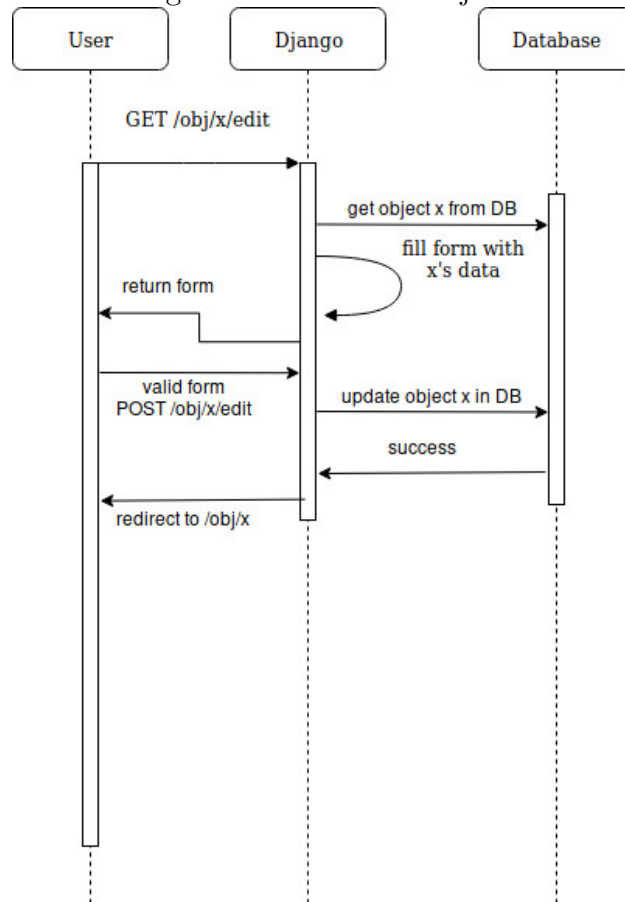 User
Django
Database
GET /obj/x/edit
get object x from DB
fill form with
x's data
return form
valid form
POST /obj/x/edit
update object x in DB
success
redirect to /obj/x